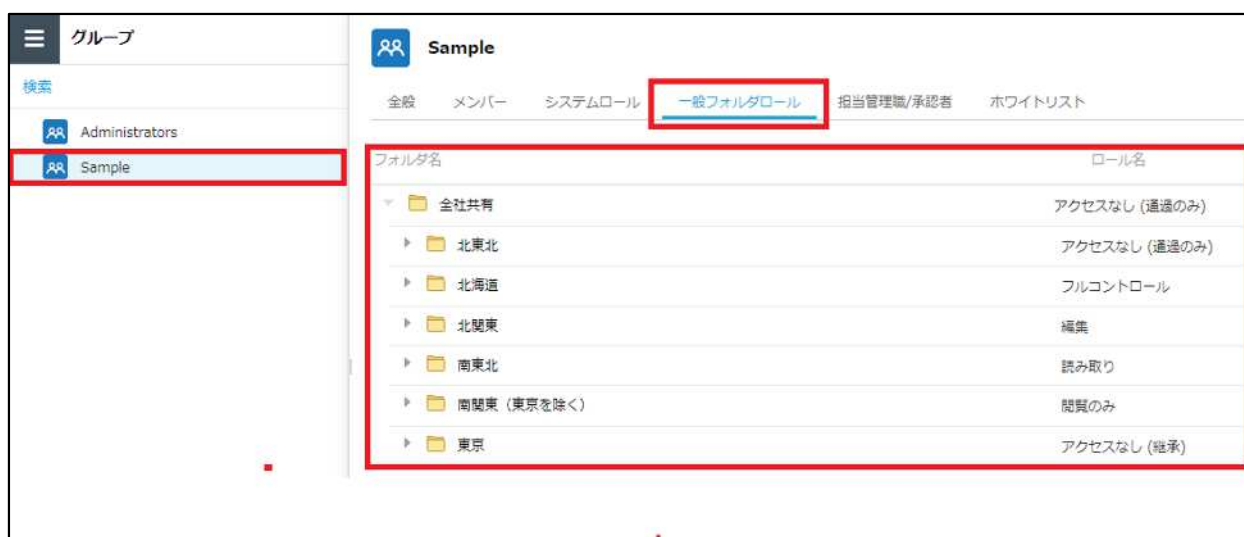 グループ
検索
Administrators
Sample
Sample
全般 メンバー システムロール 一般フォルダロール 担当管理職/承認者 ホワイトリスト
フォルダ名 ロール名
全社共有 アクセスなし (通過のみ)
北東北 アクセスなし (通過のみ)
北海道 フルコントロール
北関東 編集
南東北 読み取り
南関東（東京を除く） 閲覧のみ
東京 アクセスなし (継承)